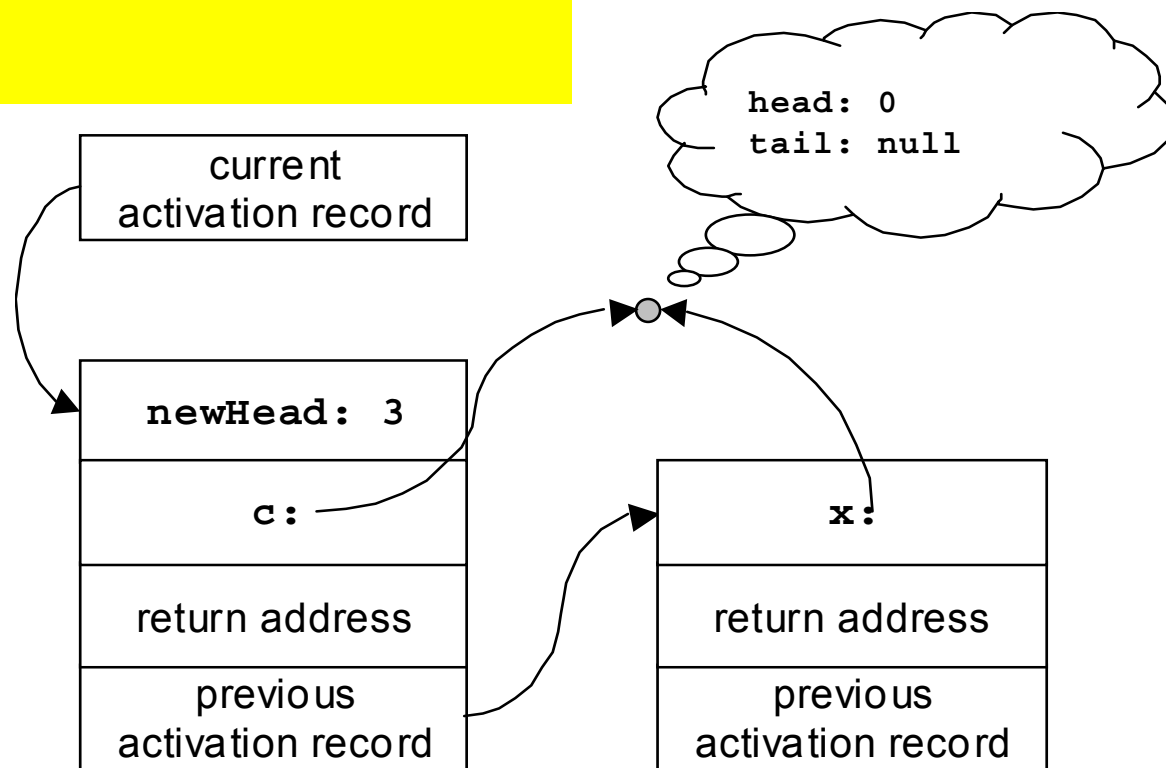 head: 0
tail: null
current
activation record
newHead: 3
c:
return address
previous
activation record
x:
return address
previous
activation record